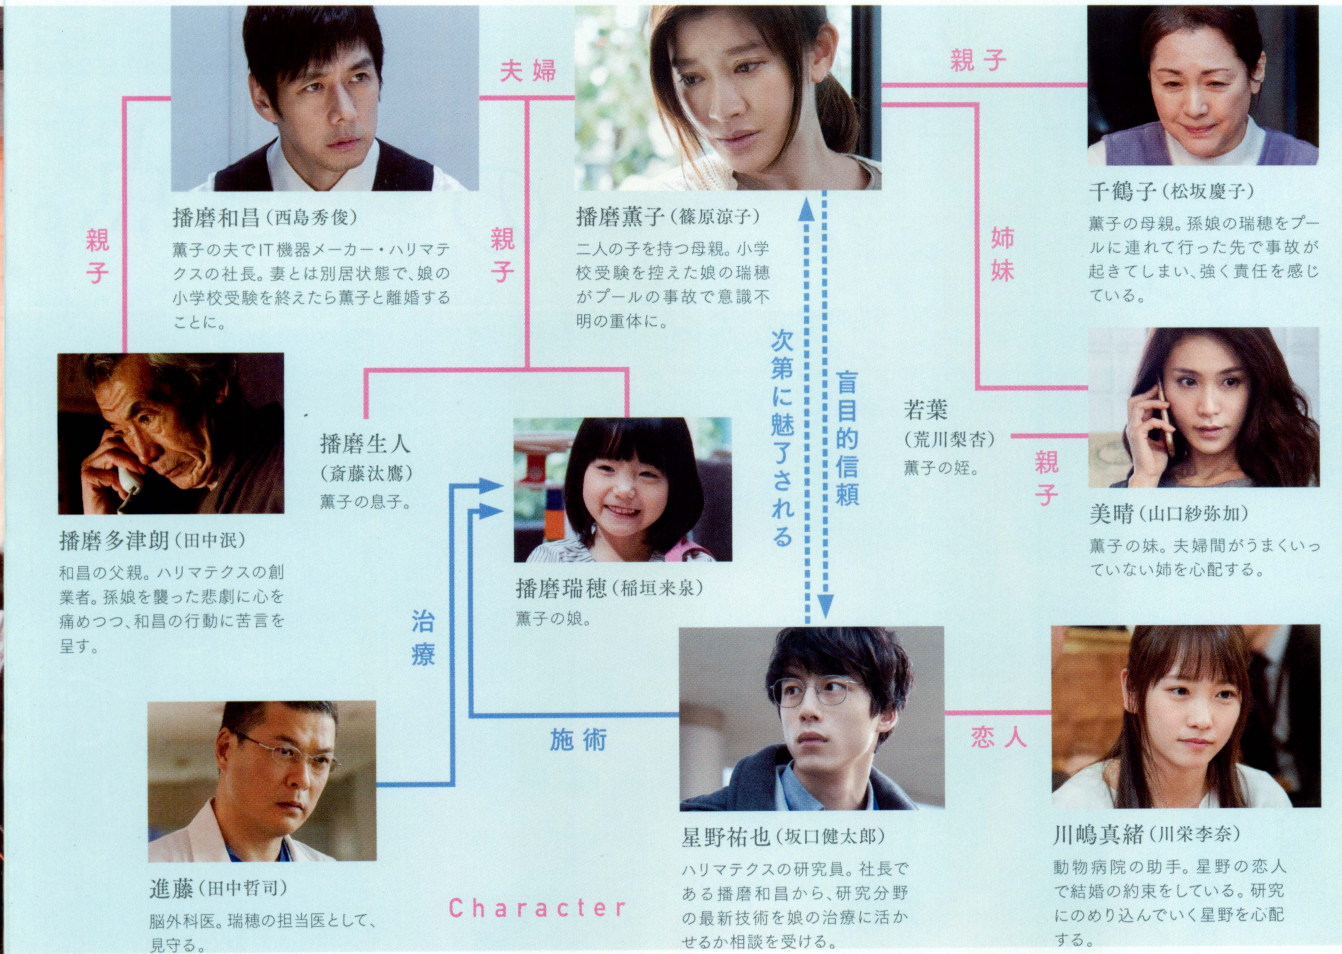 夫婦
親子
親子
親子
姉妹
播磨和昌(西島秀俊)
薫子の夫でIT機器メーカー・ハリマテ
クスの社長。妻とは別居状態で、娘の
小学校受験を終えたら薫子と離婚する
ことに。
播磨薫子(篠原涼子)
二人の子を持つ母親。小学
校受験を控えた娘の瑞穂
がプールの事故で意識不
明の重体に。
千鶴子(松坂慶子)
薫子の母親。孫娘の瑞穂をプー
ルに連れて行った先で事故が
起きてしまい、強く責任を感じ
ている。
次第に魅了される
盲目的信頼
播磨生人
(斎藤汰鷹)
薫子の息子。
若葉
(荒川梨杏)
薫子の姪。
親子
美晴(山口紗弥加)
薫子の妹。夫婦間がうまくいっ
ていない姉を心配する。
播磨多津朗(田中泯)
和昌の父親。ハリマテクスの創
業者。孫娘を襲った悲劇に心を
痛めつつ、和昌の行動に苦言を
呈す。
播磨瑞穂(稲垣来泉)
薫子の娘。
治療
施術
恋人
進藤(田中哲司)
脳外科医。瑞穂の担当医として、
見守る。
Character
星野祐也(坂口健太郎)
ハリマテクスの研究員。社長で
ある播磨和昌から、研究分野
の最新技術を娘の治療に活か
せるか相談を受ける。
川嶋真緒(川栄李奈)
動物病院の助手。星野の恋人
で結婚の約束をしている。研究
にのめり込んでいく星野を心配
する。